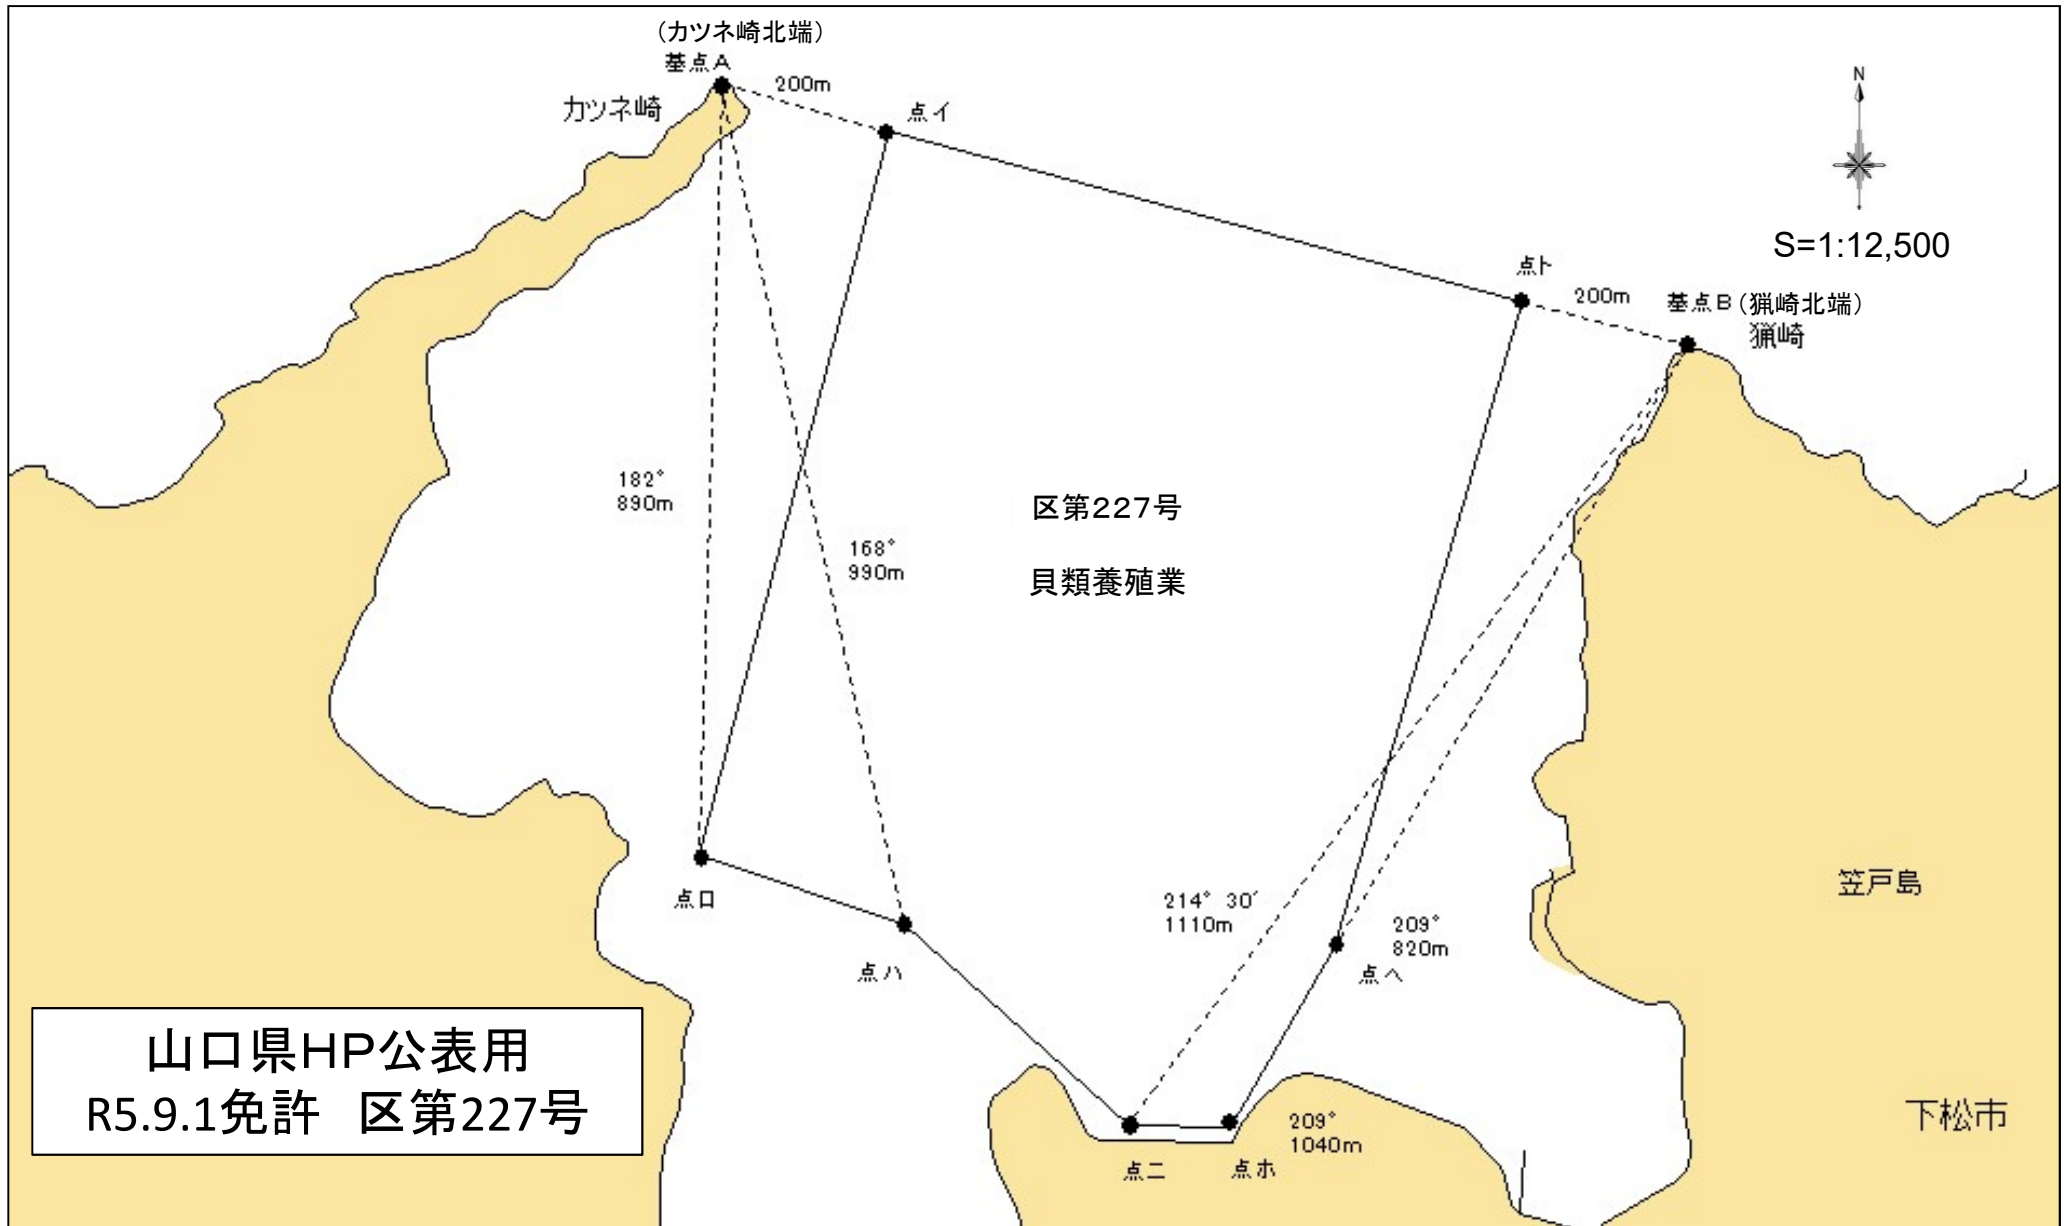 (カツネ崎北端)
基点A
200m
カツネ崎
点イ
N
S=1:12,500
点ト
200m
基点B(猟崎北端)
猟崎
182°
890m
区第227号
168°
990m
貝類養殖業
笠戸島
点ロ
214° 30′
1110m
209°
820m
点ハ
点ヘ
山口県HP公表用
R5.9.1免許 区第227号
下松市
209°
1040m
点ニ
点ホ